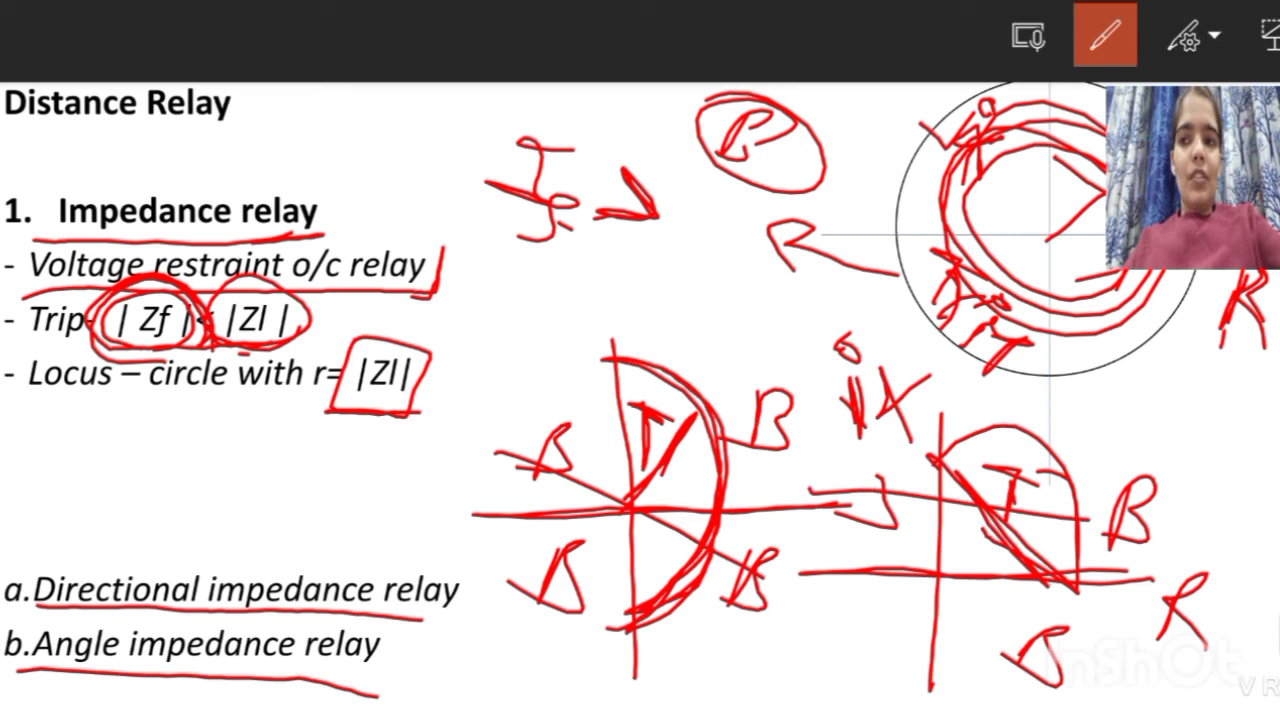 Distance Relay
1. Impedance relay
- Voltage restraint o/c relay
- Trip- | Zf |< |Zl |
- Locus – circle with r= |Zl|
a.Directional impedance relay
b.Angle impedance relay
R
B
X
B
T
B
B
T
B
R
B
InShOt
V R